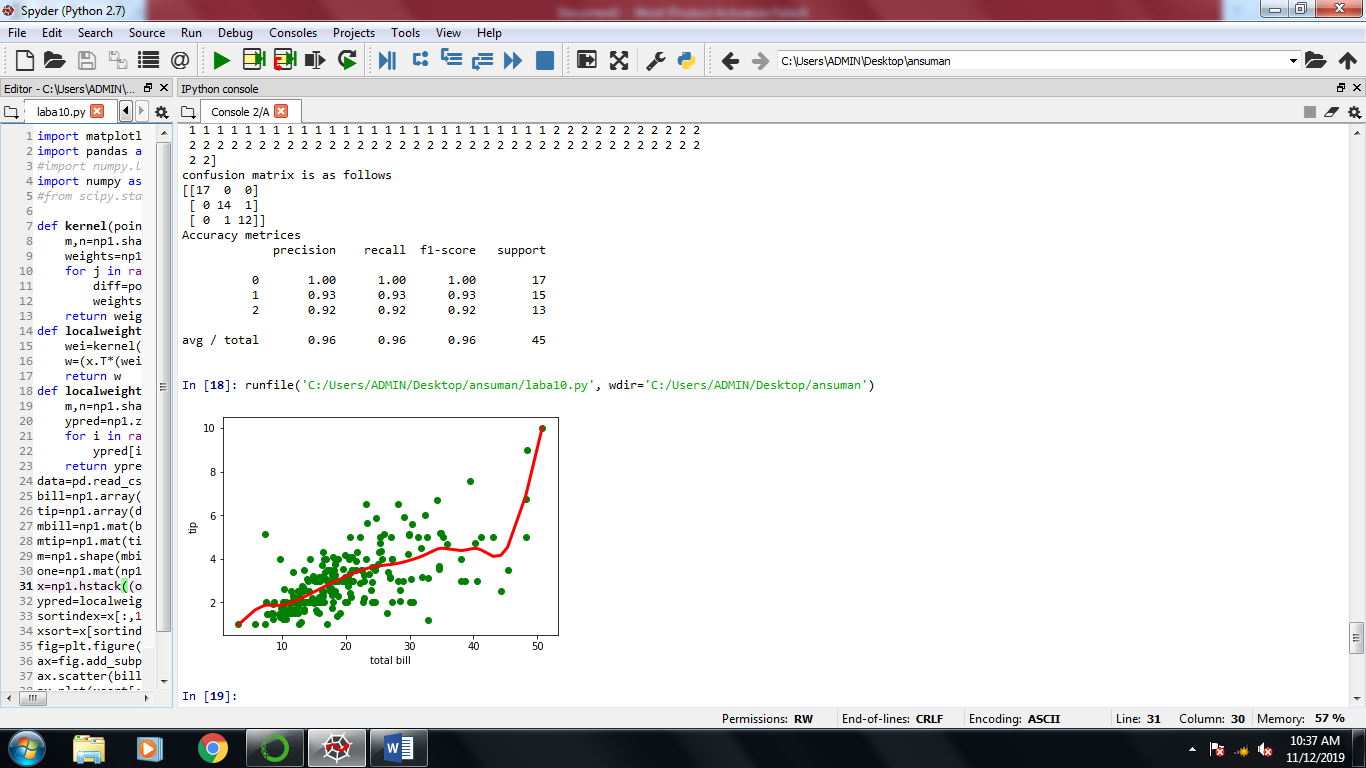 Spyder (Python 2.7)
File Edit Search Source Run Debug Consoles Projects Tools View Help
C:\Users\ADMIN\Desktop\ansuman
Editor - C:\Users\ADMIN\...
IPython console
laba10.py
Console 2/A
1 import matplotl
2 import pandas a
3 #import numpy.l
4 import numpy as
5 #from scipy.sta
6
7 def kernel(poin
8 m,n=np1.sha
9 weights=np1
10 for j in ra
11 diff=po
12 weights
13 return weig
14 def localweight
15 wei=kernel(
16 w=(x.T*(wei
17 return w
18 def localweight
19 m,n=np1.sha
20 ypred=np1.z
21 for i in ra
22 ypred[i
23 return ypre
24 data=pd.read_cs
25 bill=np1.array(
26 tip=np1.array(d
27 mbill=np1.mat(b
28 mtip=np1.mat(ti
29 m=np1.shape(mbi
30 one=np1.mat(np1
31 x=np1.hstack((o
32 ypred=localweig
33 sortindex=x[:,1
34 xsort=x[sortind
35 fig=plt.figure(
36 ax=fig.add_subp
37 ax.scatter(bill
1 1 1 1 1 1 1 1 1 1 1 1 1 1 1 1 1 1 1 1 1 1 1 1 1 1 2 2 2 2 2 2 2 2 2 2 2
2 2 2 2 2 2 2 2 2 2 2 2 2 2 2 2 2 2 2 2 2 2 2 2 2 2 2 2 2 2 2 2 2 2 2 2 2
2 2]
confusion matrix is as follows
[[17 0 0]
[ 0 14 1]
[ 0 1 12]]
Accuracy metrices
precision recall f1-score support
0 1.00 1.00 1.00 17
1 0.93 0.93 0.93 15
2 0.92 0.92 0.92 13
avg / total 0.96 0.96 0.96 45
In [18]: runfile('C:/Users/ADMIN/Desktop/ansuman/laba10.py', wdir='C:/Users/ADMIN/Desktop/ansuman')
10
8
6
4
2
tip
10 20 30 40 50
total bill
In [19]:
Permissions: RW End-of-lines: CRLF Encoding: ASCII Line: 31 Column: 30 Memory: 57 %
10:37 AM
11/12/2019